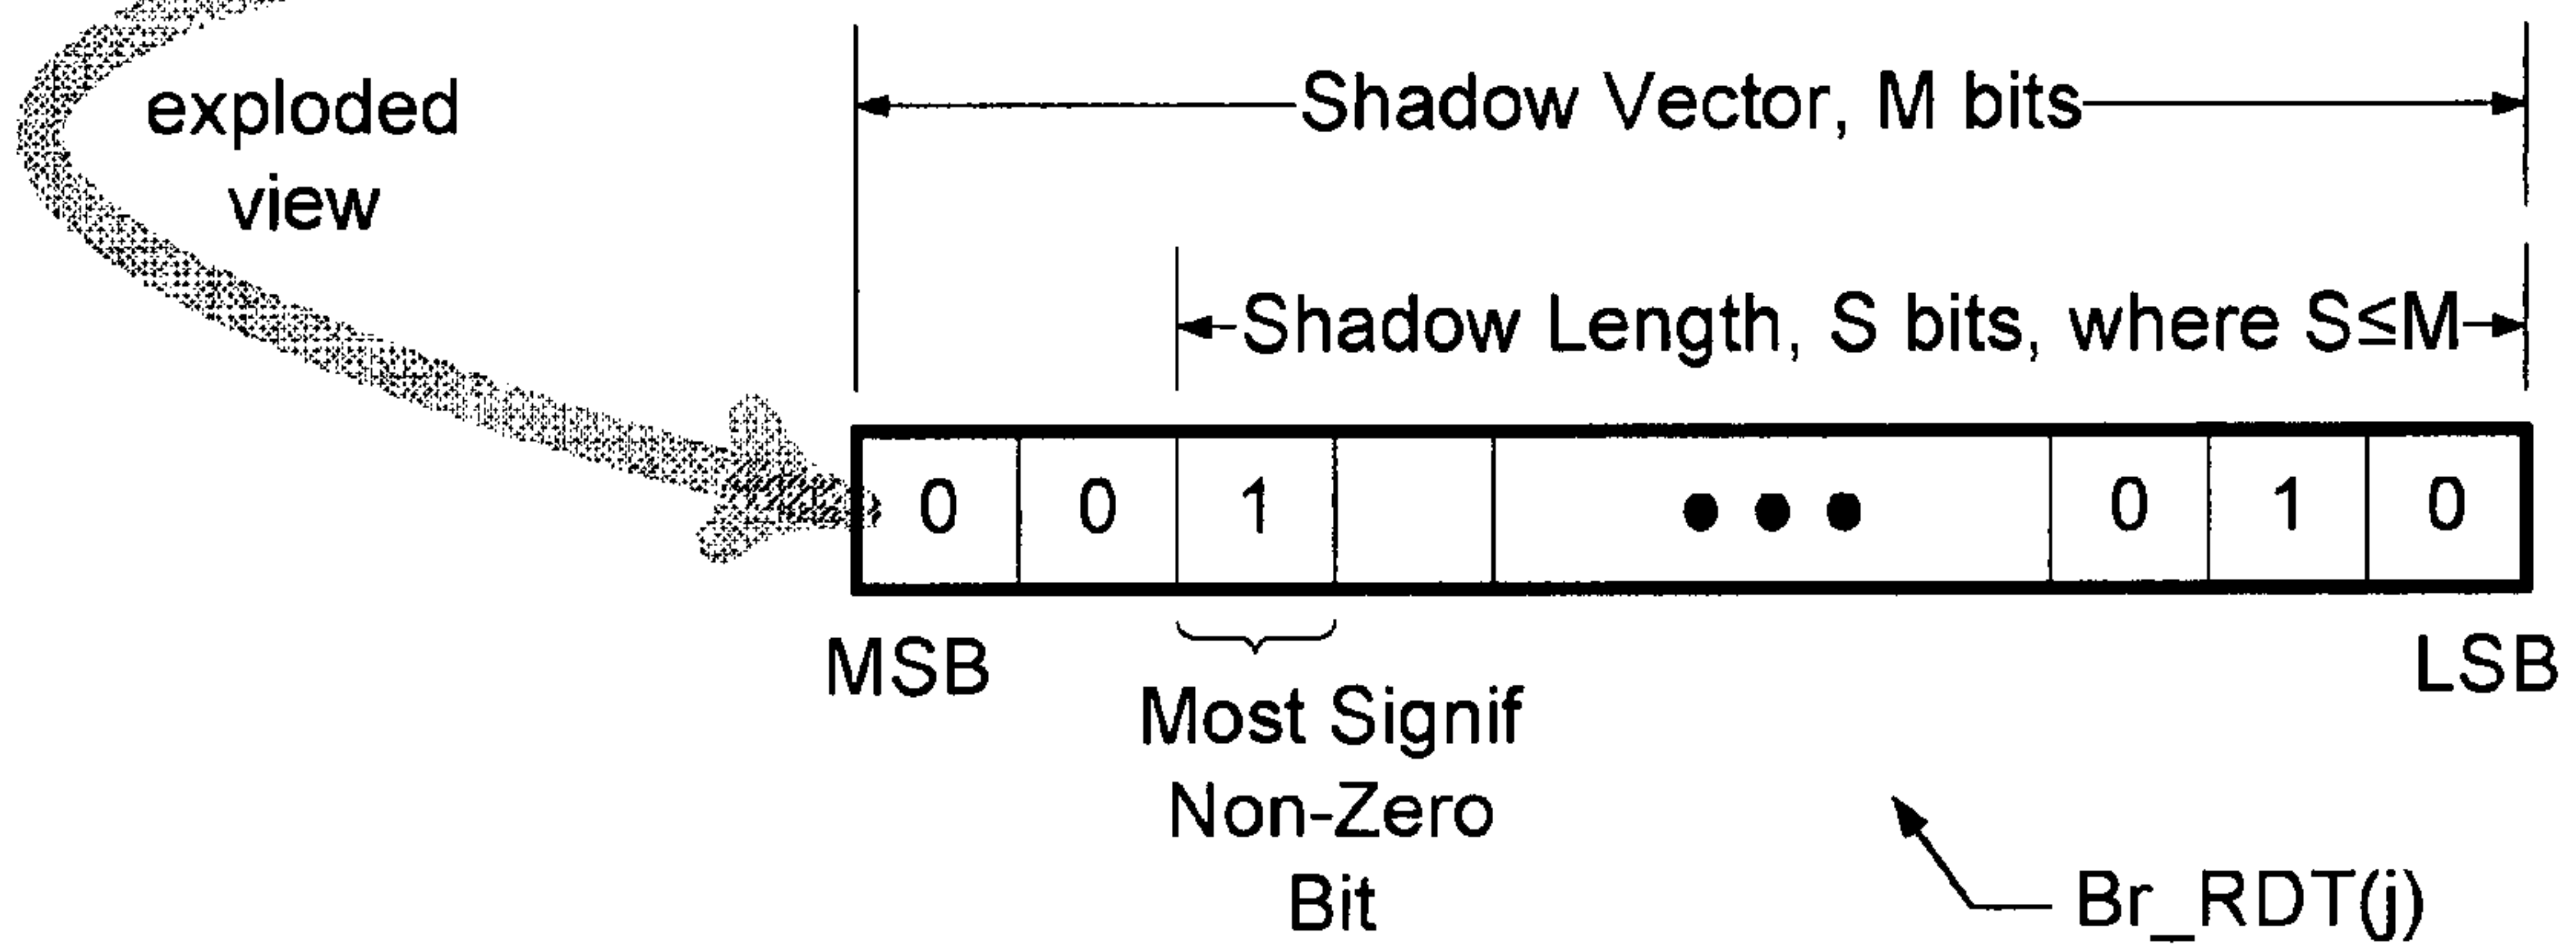 exploded
view
Shadow Vector, M bits
Shadow Length, S bits, where S≤M
0 0 1 ●●● 0 1 0
MSB
LSB
Most Signif
Non-Zero
Bit
Br_RDT(j)